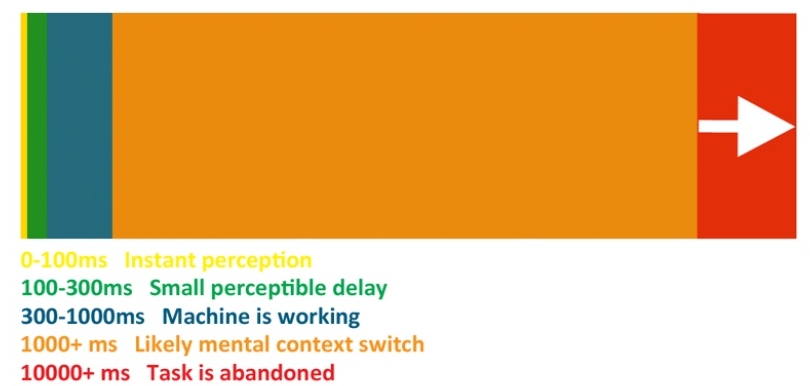 0-100ms Instant perception
100-300ms Small perceptible delay
300-1000ms Machine is working
1000+ ms Likely mental context switch
10000+ ms Task is abandoned